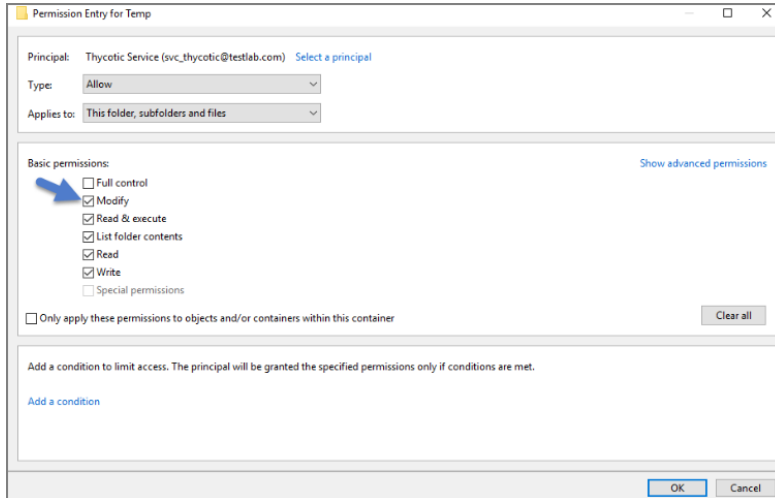 Permission Entry for Temp
Principal: Thycotic Service (svc_thycotic@testlab.com) Select a principal
Type: Allow
Applies to: This folder, subfolders and files
Basic permissions: Show advanced permissions
Full control
Modify
Read & execute
List folder contents
Read
Write
Special permissions
Only apply these permissions to objects and/or containers within this container Clear all
Add a condition to limit access. The principal will be granted the specified permissions only if conditions are met.
Add a condition
OK Cancel